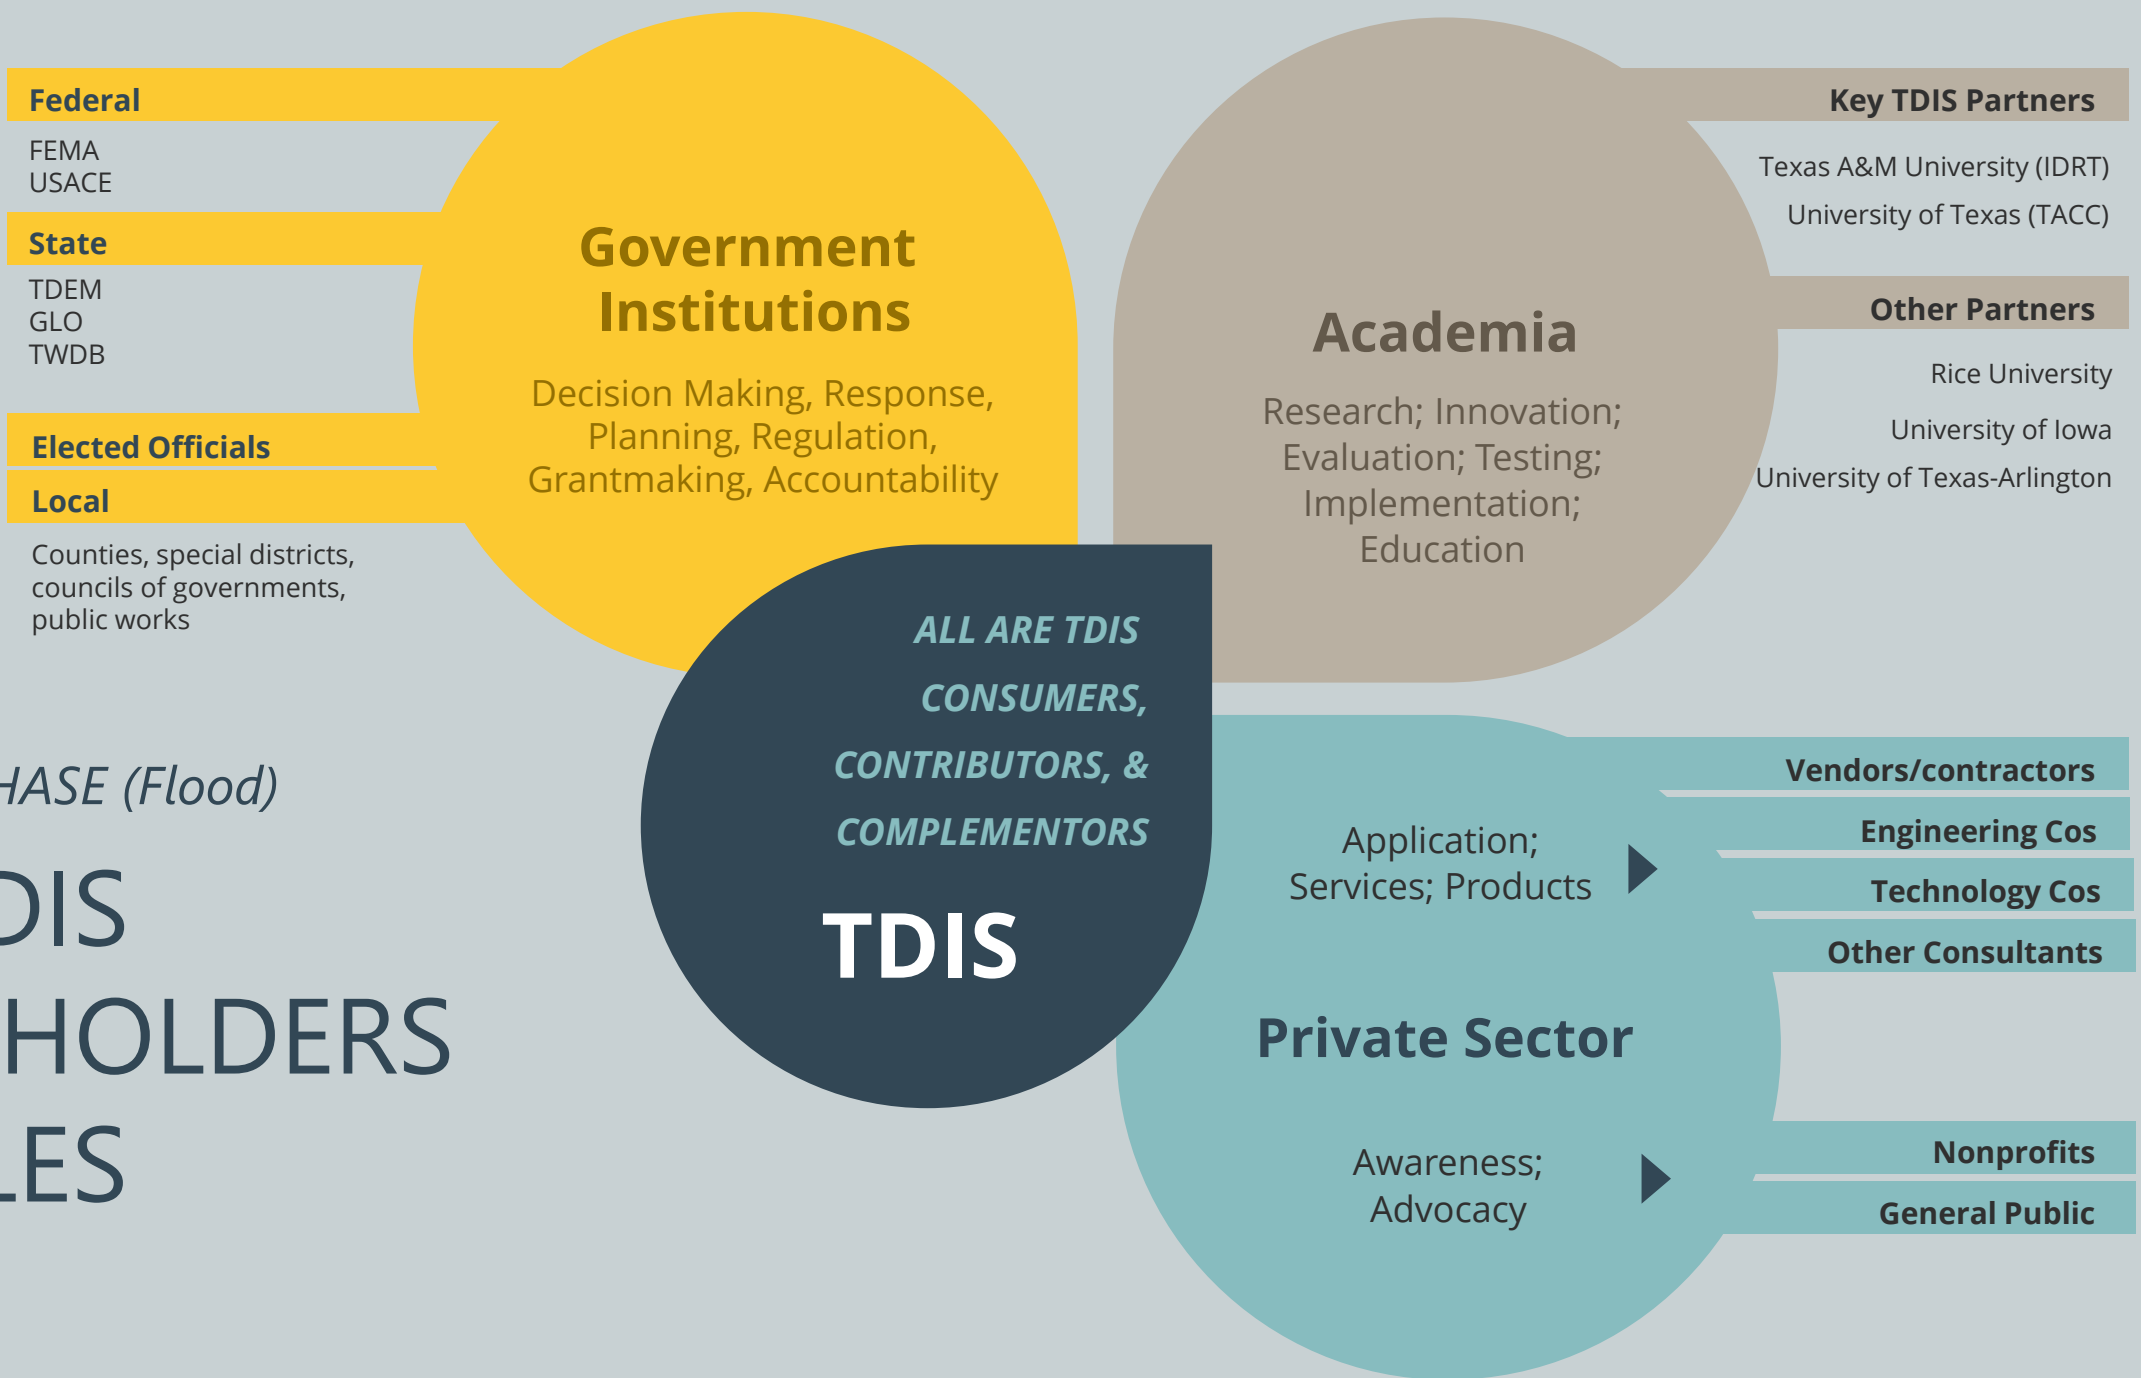 Federal
FEMA
USACE
State
TDEM
GLO
TWDB
Elected Officials
Local
Counties, special districts,
councils of governments,
public works
Government
Institutions
Decision Making, Response,
Planning, Regulation,
Grantmaking, Accountability
Academia
Research; Innovation;
Evaluation; Testing;
Implementation;
Education
Key TDIS Partners
Texas A&M University (IDRT)
University of Texas (TACC)
Other Partners
Rice University
University of Iowa
University of Texas-Arlington
ALL ARE TDIS
CONSUMERS,
CONTRIBUTORS, &
COMPLEMENTORS
TDIS
Application;
Services; Products
Private Sector
Awareness;
Advocacy
Vendors/contractors
Engineering Cos
Technology Cos
Other Consultants
Nonprofits
General Public
HASE (Flood)
DIS
HOLDERS
LES